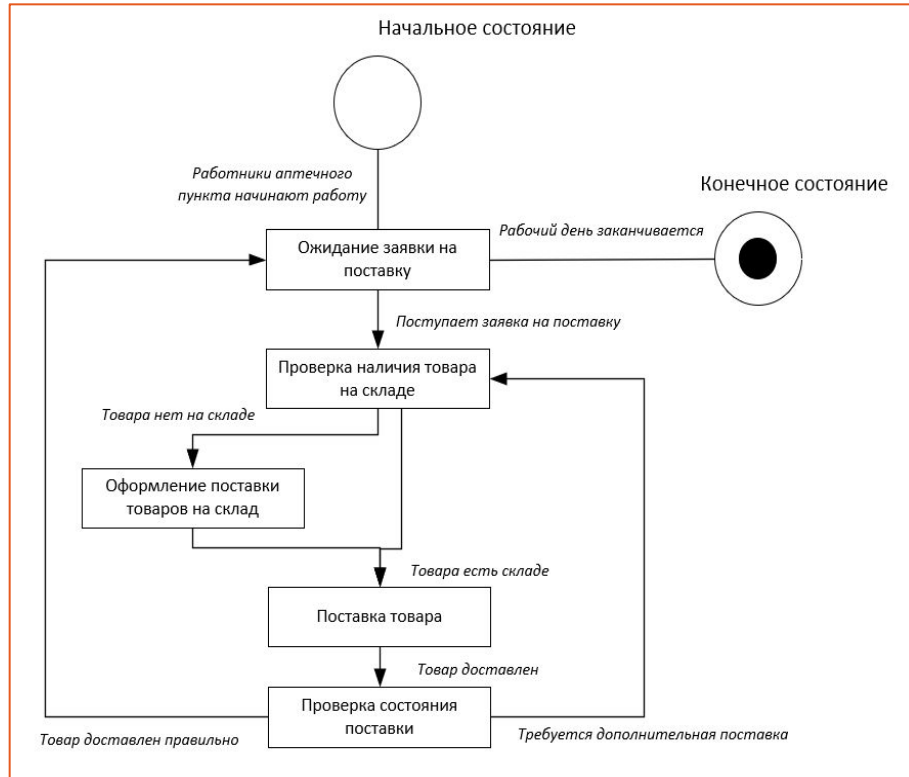 Начальное состояние
Работники аптечного
пункта начинают работу
Конечное состояние
Рабочий день заканчивается
Ожидание заявки на
поставку
Поступает заявка на поставку
Проверка наличия товара
на складе
Товара нет на складе
Оформление поставки
товаров на склад
Товара есть складе
Поставка товара
Товар доставлен
Проверка состояния
поставки
Товар доставлен правильно
Требуется дополнительная поставка